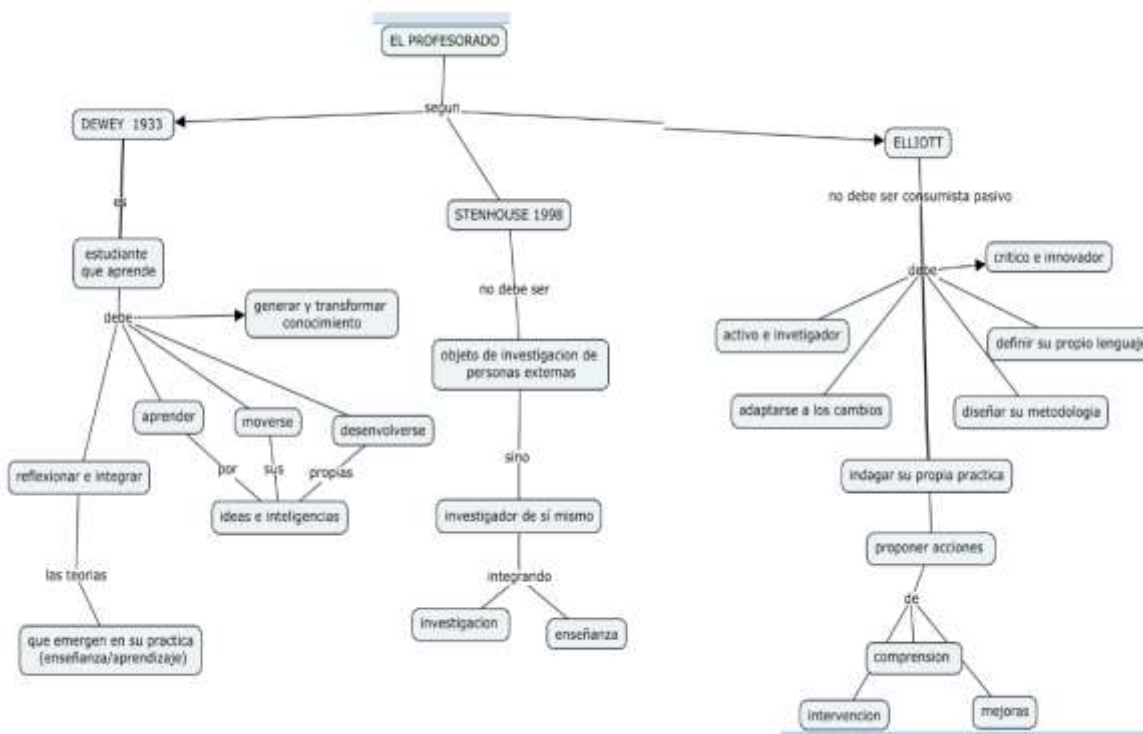 EL PROFESORADO
segun
DEWEY 1933
es
estudiante
que aprende
debe
generar y transformar
conocimiento
aprender
moverse
desenvolverse
por
sus
propias
ideas e inteligencias
reflexionar e integrar
las teorias
que emergen en su practica
(enseñanza/aprendizaje)
STENHOUSE 1998
no debe ser
objeto de investigacion de
personas externas
sino
investigador de sí mismo
integrando
investigacion
enseñanza
ELLIOTT
no debe ser consumista pasivo
debe
critico e innovador
activo e invetigador
definir su propio lenguaje
adaptarse a los cambios
diseñar su metodologia
indagar su propia practica
proponer acciones
de
comprension
intervencion
mejoras